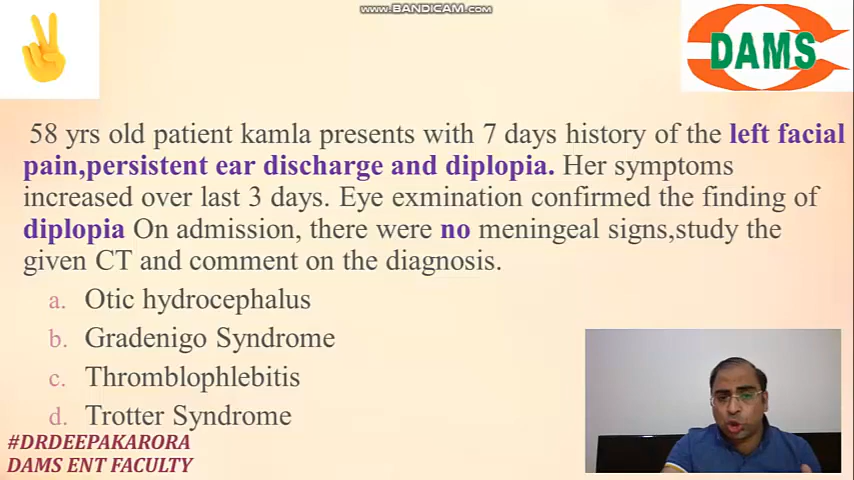 WWW.BANDICAM.COM
DAMS
58 yrs old patient kamla presents with 7 days history of the left facial
pain,persistent ear discharge and diplopia. Her symptoms
increased over last 3 days. Eye exmination confirmed the finding of
diplopia On admission, there were no meningeal signs,study the
given CT and comment on the diagnosis.
a. Otic hydrocephalus
b. Gradenigo Syndrome
c. Thromblophlebitis
d. Trotter Syndrome
#DRDEEPAKARORA
DAMS ENT FACULTY